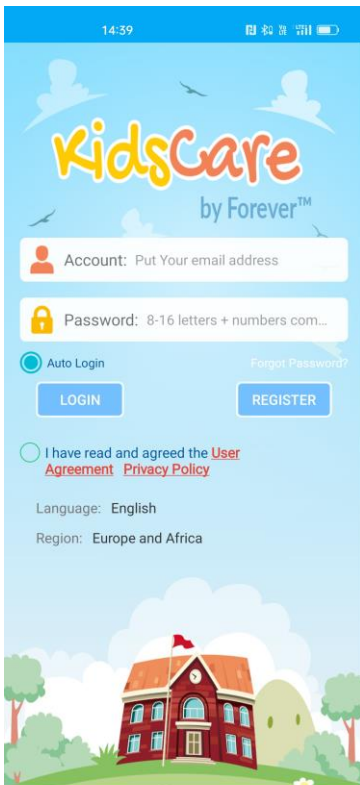 14:39
KidsCare
by Forever™
Account: Put Your email address
Password: 8-16 letters + numbers com...
Auto Login Forgot Password?
LOGIN REGISTER
I have read and agreed the User
Agreement Privacy Policy
Language: English
Region: Europe and Africa